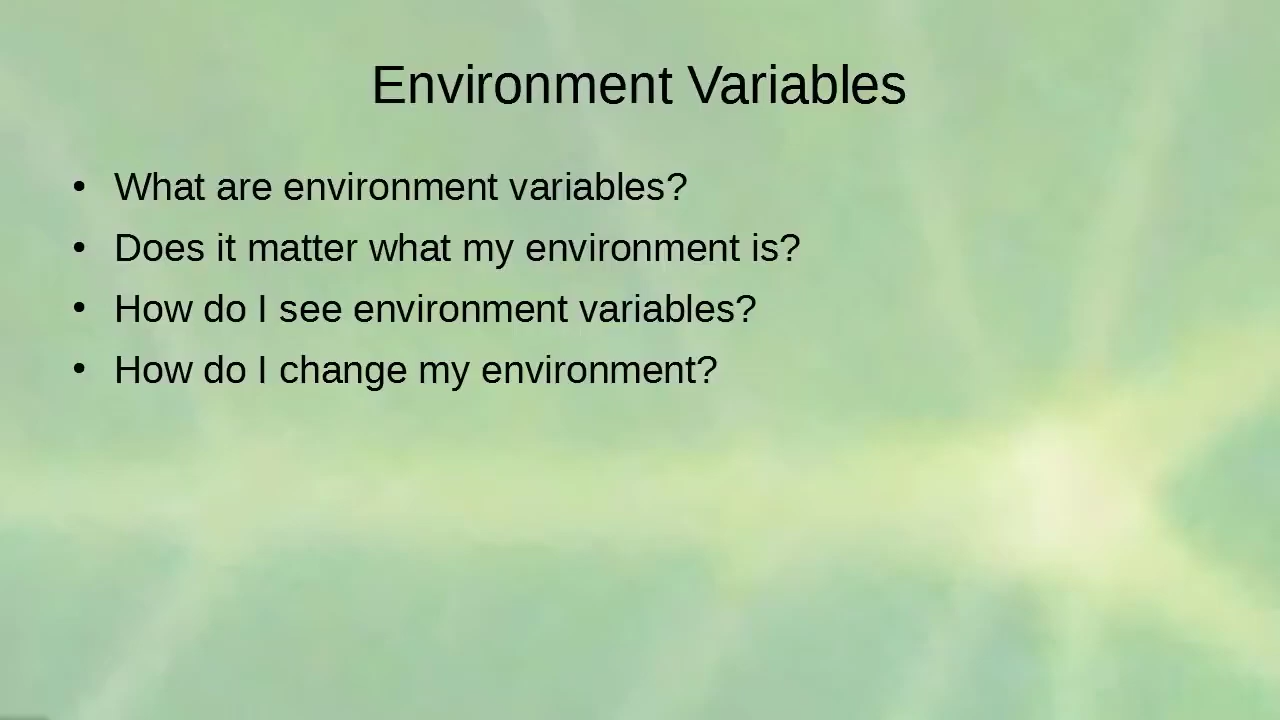 Environment Variables
• What are environment variables?
• Does it matter what my environment is?
• How do I see environment variables?
• How do I change my environment?